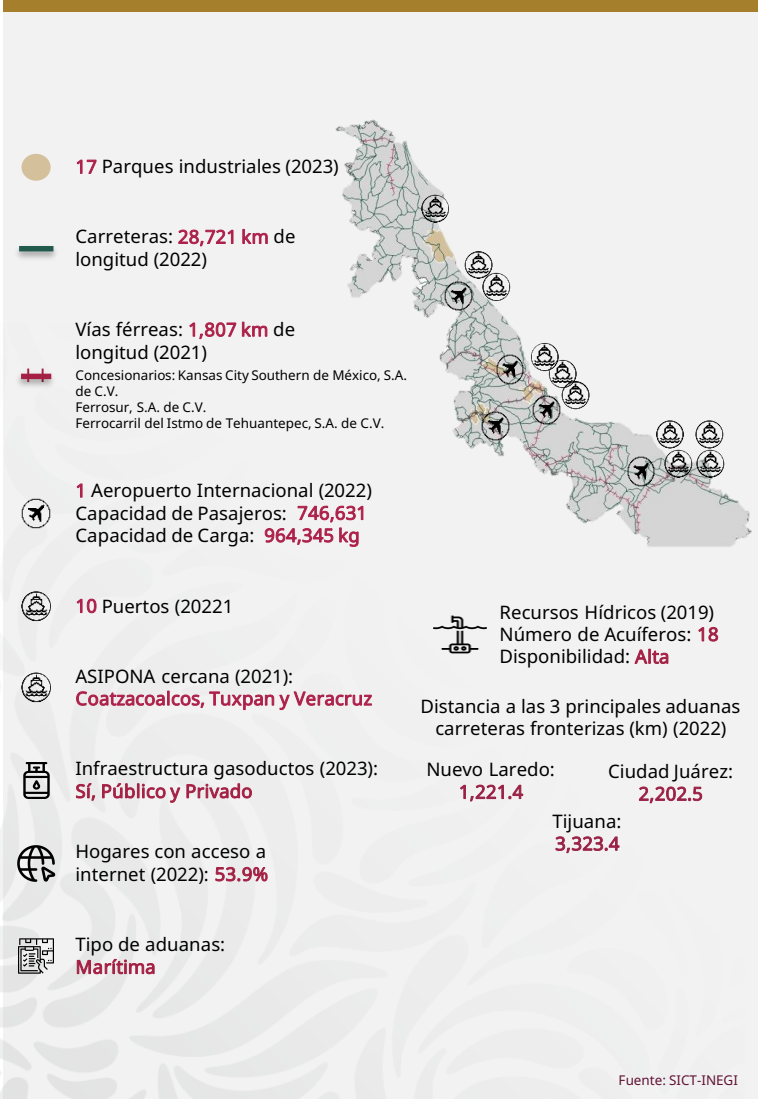 17 Parques industriales (2023)
Carreteras: 28,721 km de
longitud (2022)
Vías férreas: 1,807 km de
longitud (2021)
Concesionarios: Kansas City Southern de México, S.A.
de C.V.
Ferrosur, S.A. de C.V.
Ferrocarril del Istmo de Tehuantepec, S.A. de C.V.
1 Aeropuerto Internacional (2022)
Capacidad de Pasajeros: 746,631
Capacidad de Carga: 964,345 kg
10 Puertos (20221
ASIPONA cercana (2021):
Coatzacoalcos, Tuxpan y Veracruz
Infraestructura gasoductos (2023):
Sí, Público y Privado
Hogares con acceso a
internet (2022): 53.9%
Tipo de aduanas:
Marítima
Recursos Hídricos (2019)
Número de Acuíferos: 18
Disponibilidad: Alta
Distancia a las 3 principales aduanas
carreteras fronterizas (km) (2022)
Nuevo Laredo:
1,221.4
Ciudad Juárez:
2,202.5
Tijuana:
3,323.4
Fuente: SICT-INEGI